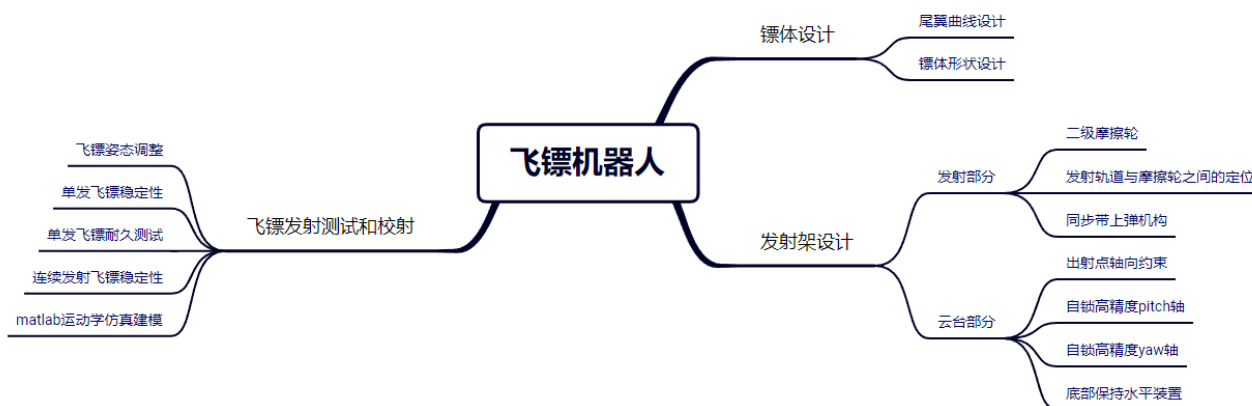 飞镖机器人
镖体设计
尾翼曲线设计
镖体形状设计
发射架设计
发射部分
二级摩擦轮
发射轨道与摩擦轮之间的定位
同步带上弹机构
云台部分
出射点轴向约束
自锁高精度pitch轴
自锁高精度yaw轴
底部保持水平装置
飞镖发射测试和校射
飞镖姿态调整
单发飞镖稳定性
单发飞镖耐久测试
连续发射飞镖稳定性
matlab运动学仿真建模